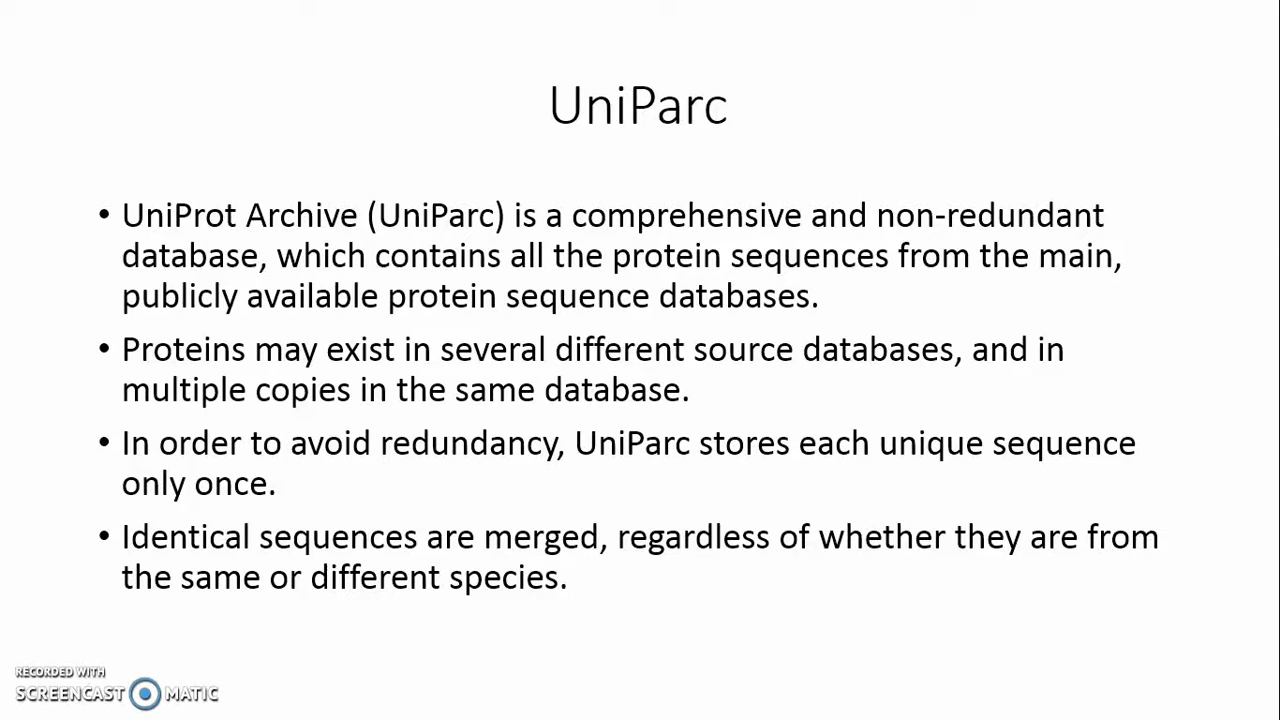 UniParc
• UniProt Archive (UniParc) is a comprehensive and non-redundant
database, which contains all the protein sequences from the main,
publicly available protein sequence databases.
• Proteins may exist in several different source databases, and in
multiple copies in the same database.
• In order to avoid redundancy, UniParc stores each unique sequence
only once.
• Identical sequences are merged, regardless of whether they are from
the same or different species.
RECORDED WITH
SCREENCAST MATIC